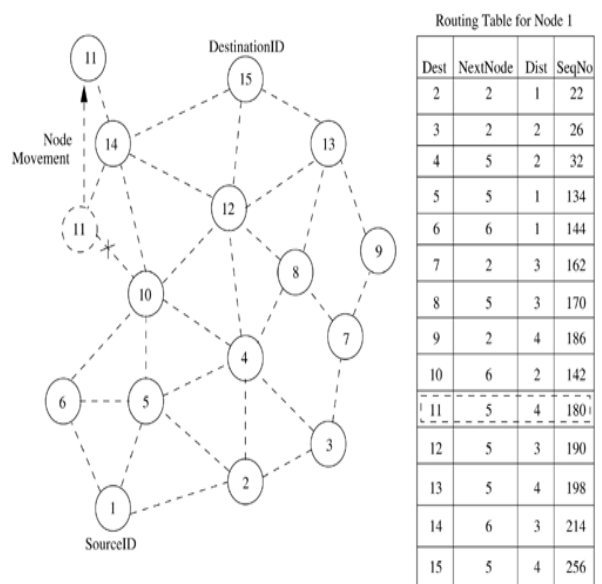 Routing Table for Node 1
11
DestinationID
15
Node
Movement
14
13
12
11
9
8
10
7
4
6
5
3
2
1
SourceID
Dest NextNode Dist SeqNo
2 2 1 22
3 2 2 26
4 5 2 32
5 5 1 134
6 6 1 144
7 2 3 162
8 5 3 170
9 2 4 186
10 6 2 142
11 5 4 180
12 5 3 190
13 5 4 198
14 6 3 214
15 5 4 256